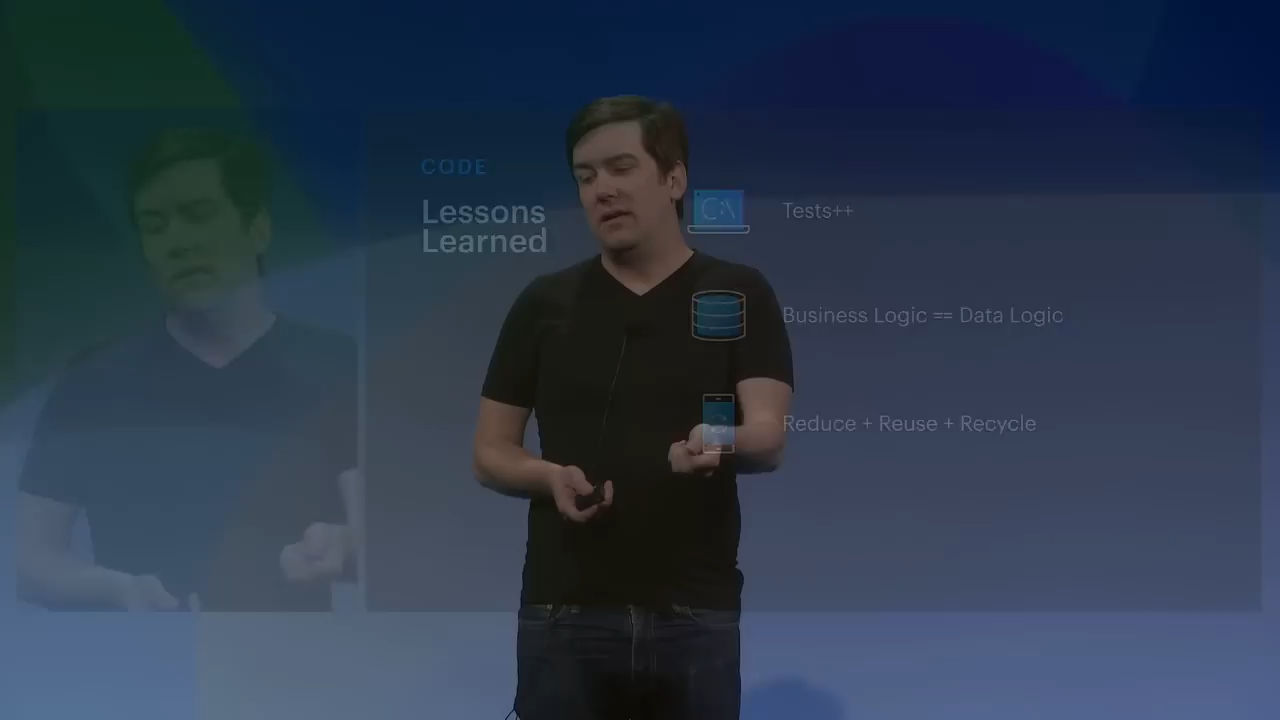 CODE
Lessons
Learned
C:\
Tests++
Business Logic == Data Logic
Reduce + Reuse + Recycle